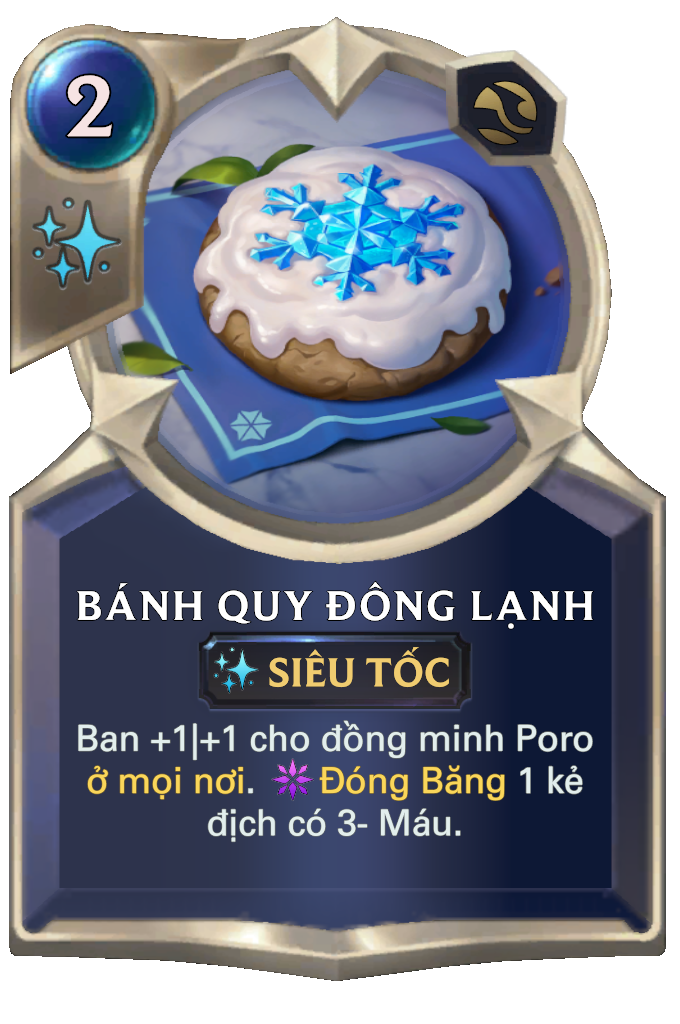 2
BÁNH QUY ĐÔNG LẠNH
SIÊU TỐC
Ban +1|+1 cho đồng minh Poro
ở mọi nơi. Đóng Băng 1 kẻ
địch có 3- Máu.